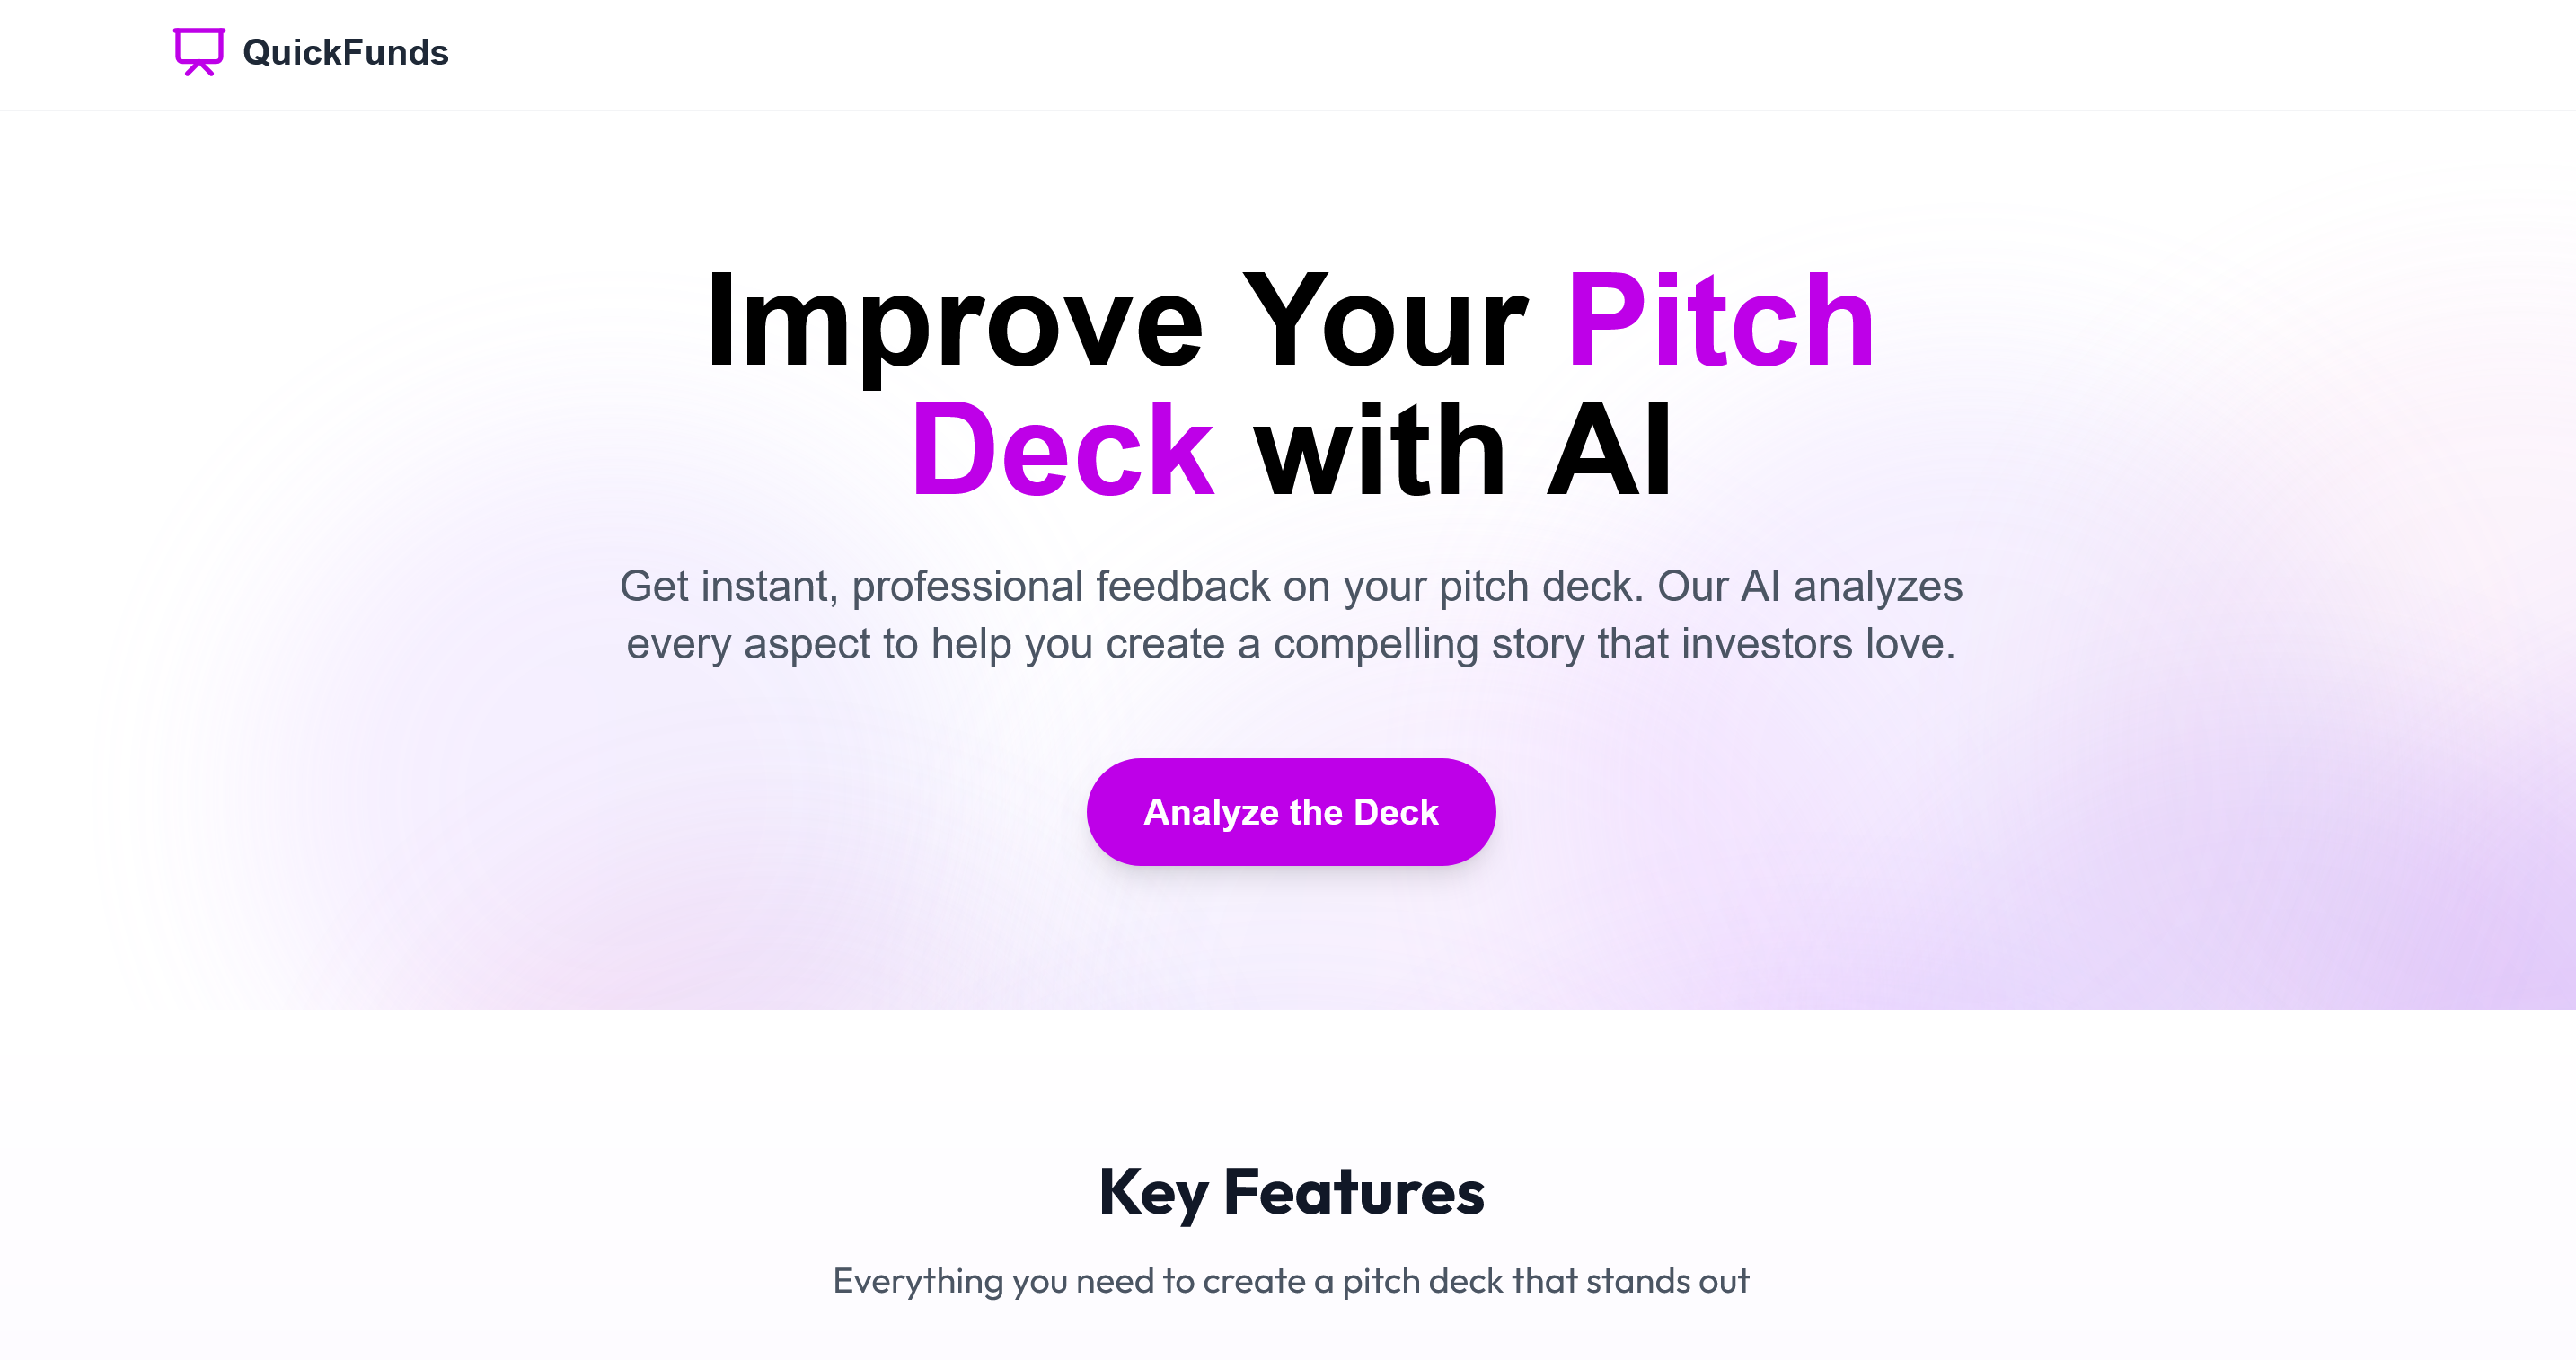 QuickFunds
Improve Your Pitch
Deck with AI
Get instant, professional feedback on your pitch deck. Our AI analyzes
every aspect to help you create a compelling story that investors love.
Analyze the Deck
Key Features
Everything you need to create a pitch deck that stands out